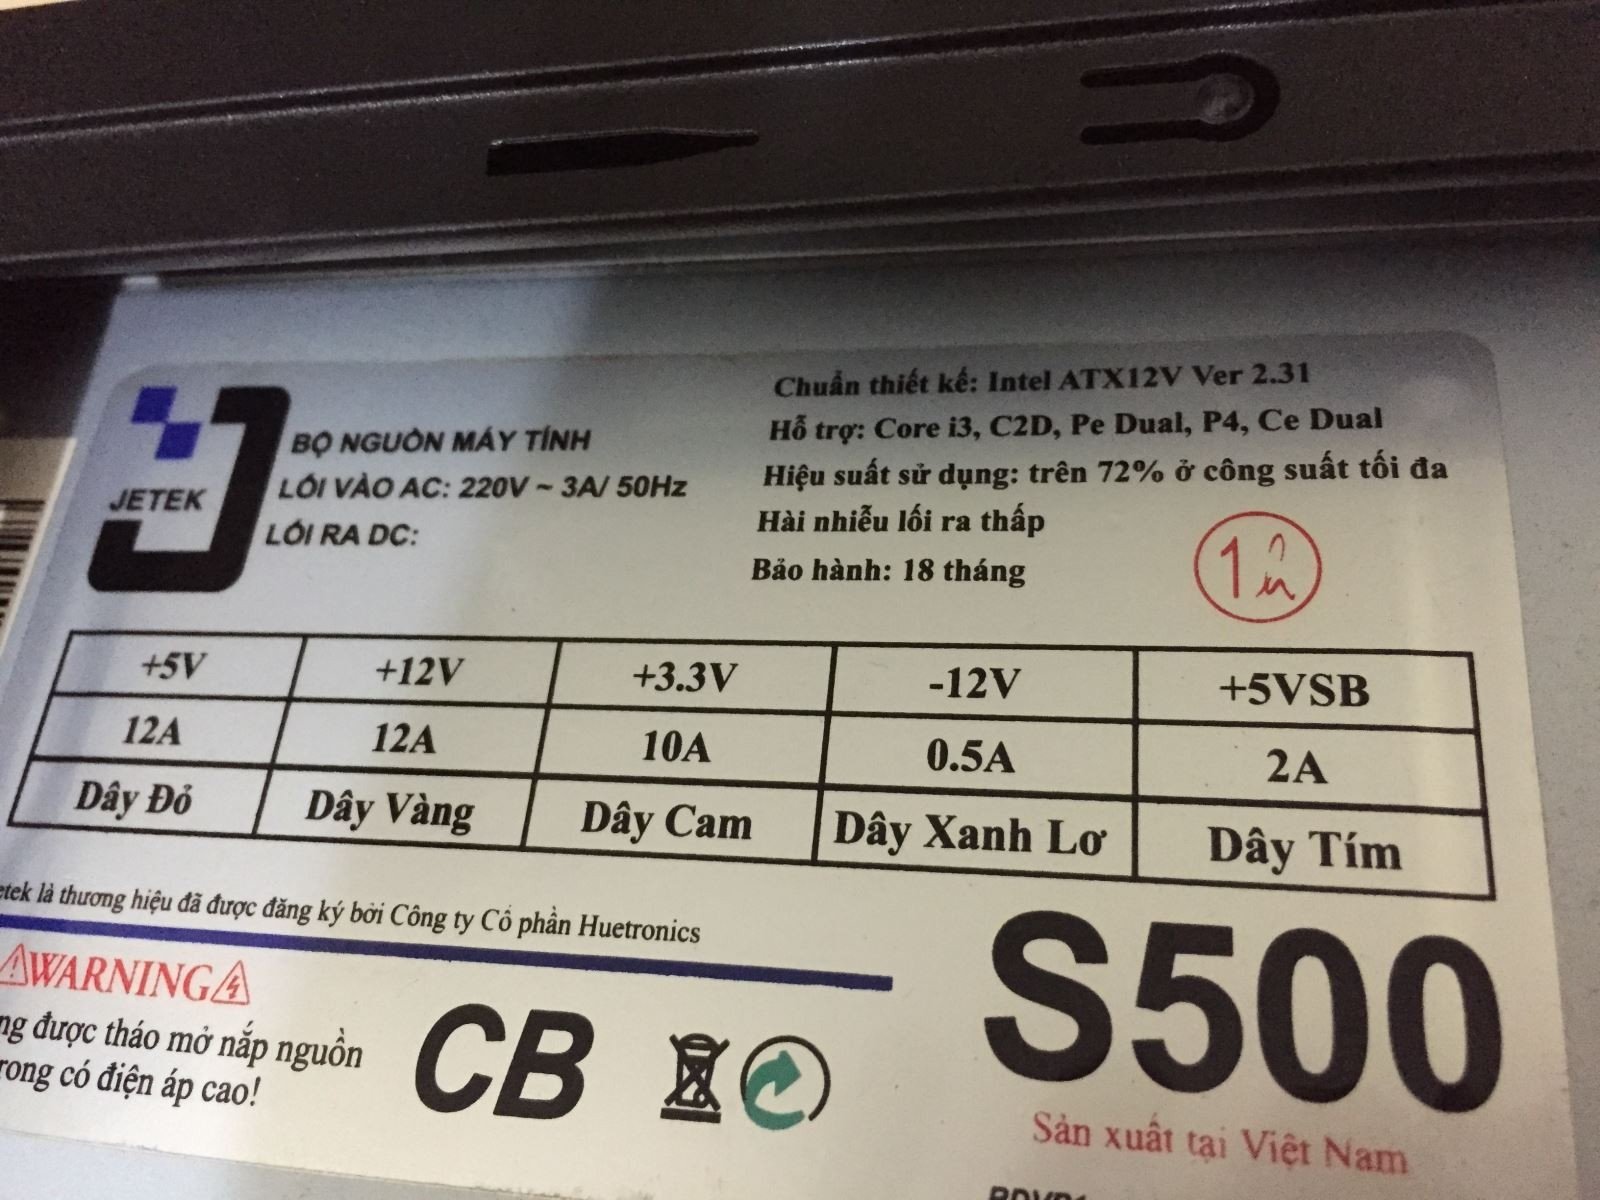 JETEK
BỘ NGUỒN MÁY TÍNH
LỐI VÀO AC: 220V ~ 3A/ 50Hz
LỐI RA DC:
Chuẩn thiết kế: Intel ATX12V Ver 2.31
Hỗ trợ: Core i3, C2D, Pe Dual, P4, Ce Dual
Hiệu suất sử dụng: trên 72% ở công suất tối đa
Hài nhiễu lối ra thấp
Bảo hành: 18 tháng
+5V +12V +3.3V -12V +5VSB
12A 12A 10A 0.5A 2A
Dây Đỏ Dây Vàng Dây Cam Dây Xanh Lơ Dây Tím
etek là thương hiệu đã được đăng ký bởi Công ty Cổ phần Huetronics
WARNING
ng được tháo mở nắp nguồn
rong có điện áp cao!
CB
S500
Sản xuất tại Việt Nam